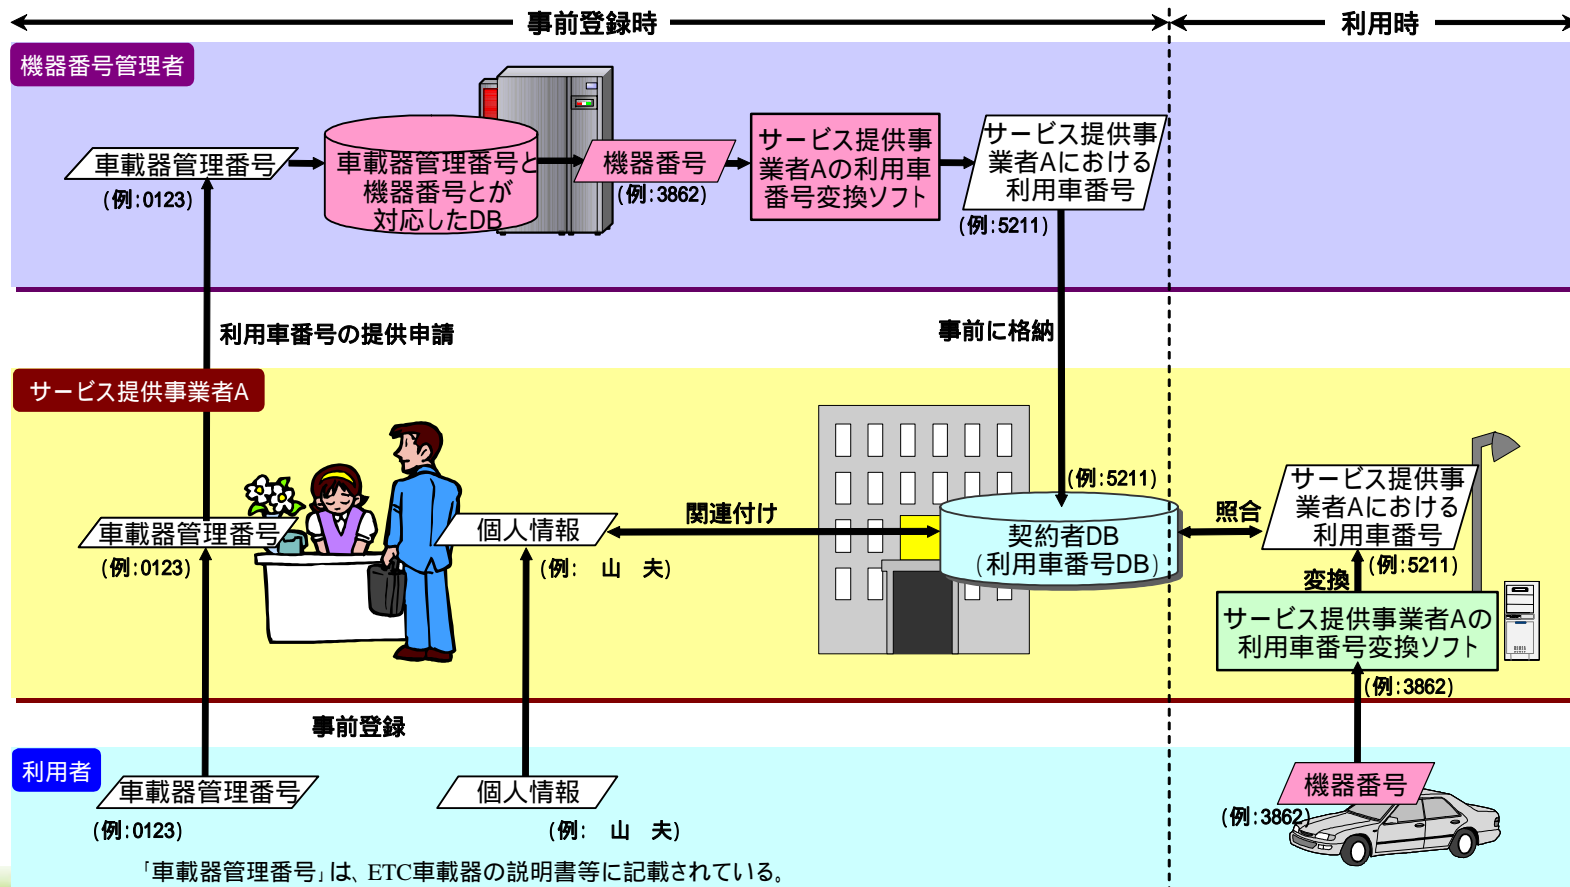 事前登録時
利用時
機器番号管理者
車載器管理番号
(例:0123)
車載器管理番号と
機器番号とが
対応したDB
機器番号
(例:3862)
サービス提供事
業者Aの利用車
番号変換ソフト
サービス提供事
業者Aにおける
利用車番号
(例:5211)
利用車番号の提供申請
事前に格納
サービス提供事業者A
車載器管理番号
(例:0123)
個人情報
(例: 山 夫)
関連付け
(例:5211)
契約者DB
(利用車番号DB)
照合
サービス提供事
業者Aにおける
利用車番号
(例:5211)
変換
サービス提供事業者Aの
利用車番号変換ソフト
(例:3862)
事前登録
利用者
車載器管理番号
(例:0123)
個人情報
(例: 山 夫)
機器番号
(例:3862)
「車載器管理番号」は、ETC車載器の説明書等に記載されている。